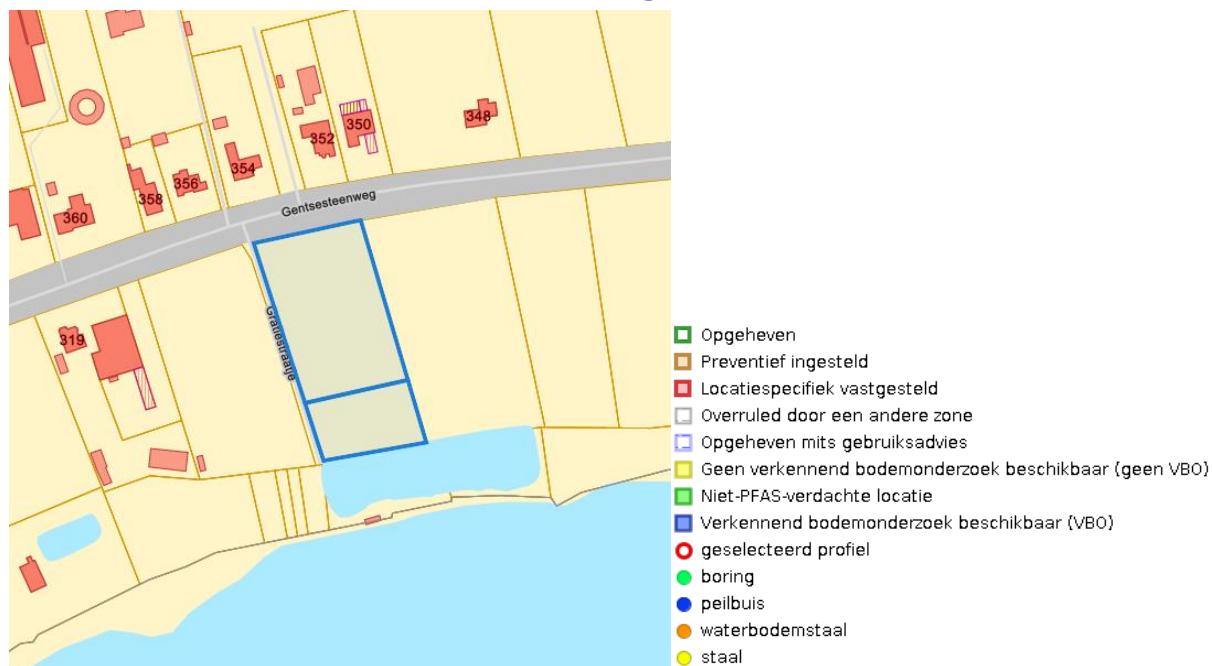 348
350
352
354
356
358
360
Gentsesteenweg
Gratiestraatje
319
Opgeheven
Preventief ingesteld
Locatiespecifiek vastgesteld
Overruled door een andere zone
Opgeheven mits gebruiksadvies
Geen verkennend bodemonderzoek beschikbaar (geen VBO)
Niet-PFAS-verdachte locatie
Verkennend bodemonderzoek beschikbaar (VBO)
geselecteerd profiel
boring
peilbuis
waterbodemstaal
staal